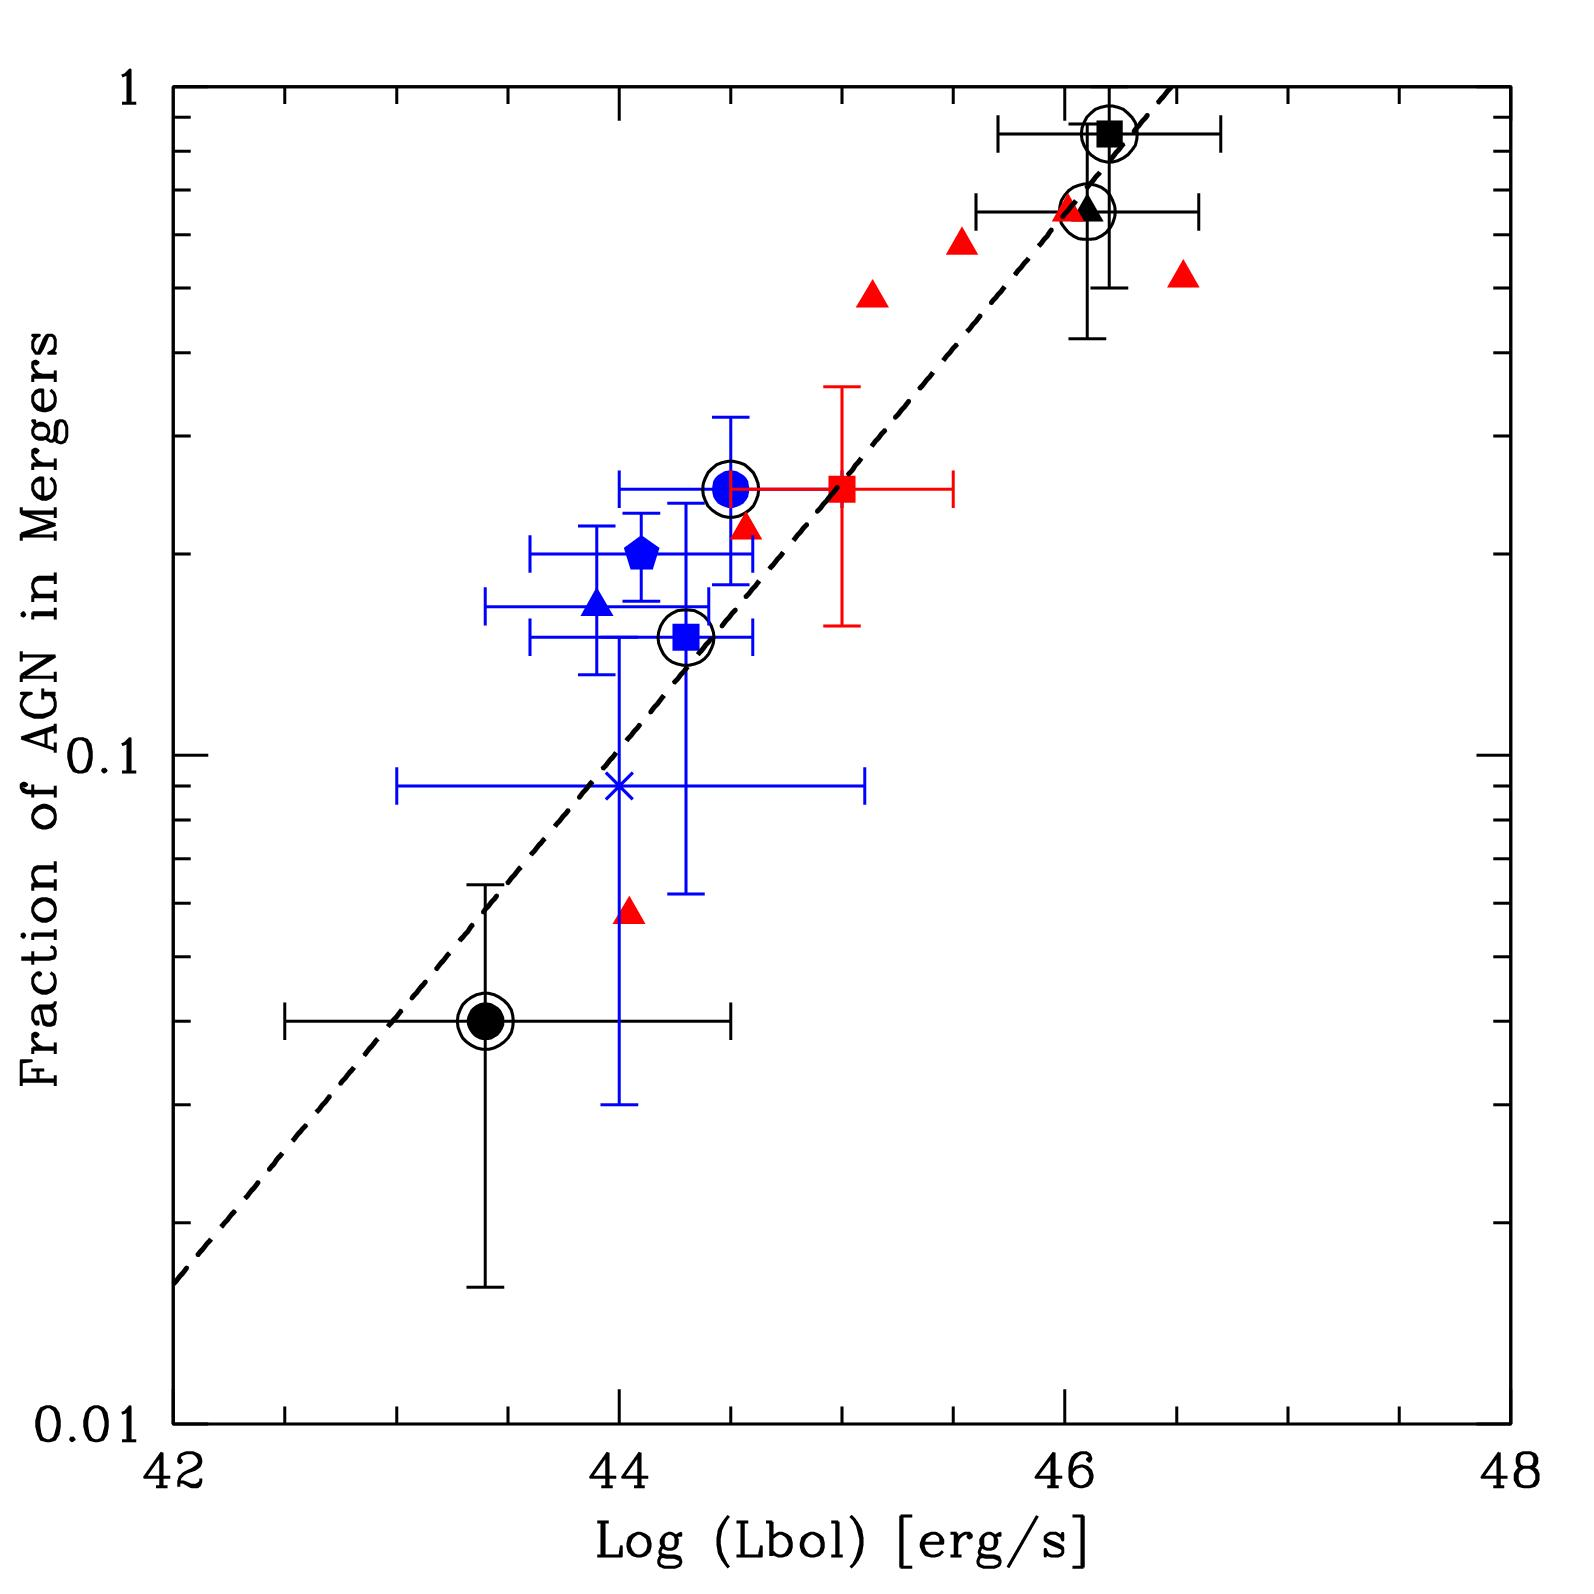 1
0.1
0.01
Fraction of AGN in Mergers
42 44 46 48
Log (Lbol) [erg/s]